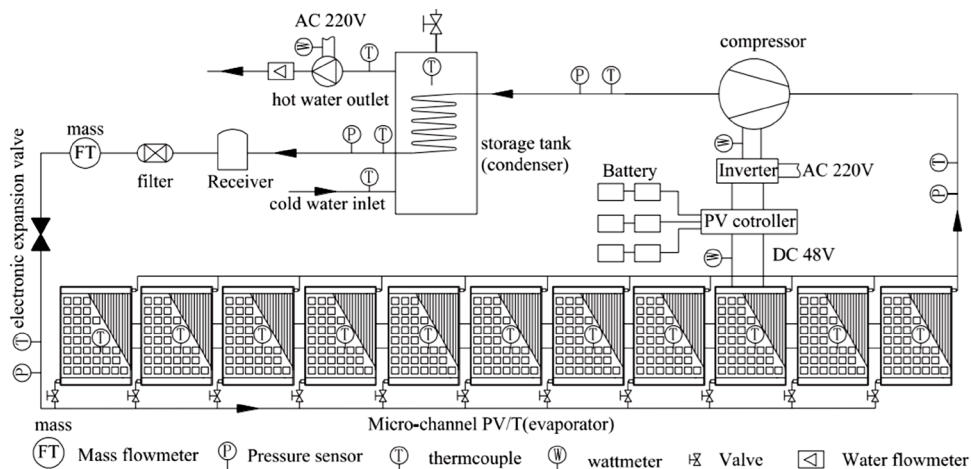 AC 220V
W
T
T
hot water outlet
compressor
P
T
mass
FT
filter
Receiver
P
T
storage tank
(condenser)
T
cold water inlet
W
Inverter
AC 220V
Battery
PV cotroller
W
DC 48V
T
P
electronic expansion valve
T
P
T
T
T
T
T
T
T
T
T
T
mass
Micro-channel PV/T(evaporator)
FT Mass flowmeter
P Pressure sensor
T thermcouple
W wattmeter
Valve
Water flowmeter